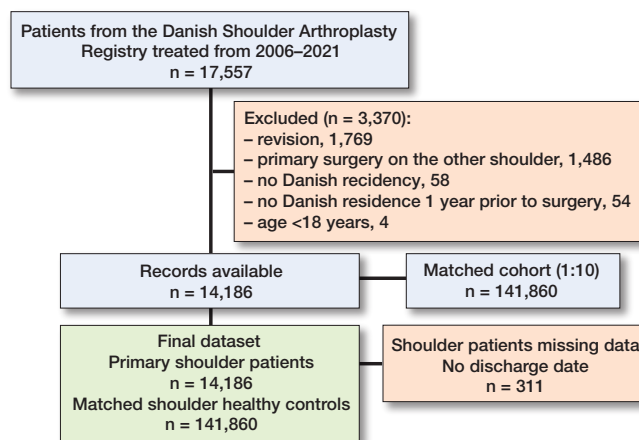 Patients from the Danish Shoulder Arthroplasty
Registry treated from 2006–2021
n = 17,557
Excluded (n = 3,370):
– revision, 1,769
– primary surgery on the other shoulder, 1,486
– no Danish recidency, 58
– no Danish residence 1 year prior to surgery, 54
– age <18 years, 4
Records available
n = 14,186
Matched cohort (1:10)
n = 141,860
Final dataset
Primary shoulder patients
n = 14,186
Matched shoulder healthy controls
n = 141,860
Shoulder patients missing data
No discharge date
n = 311